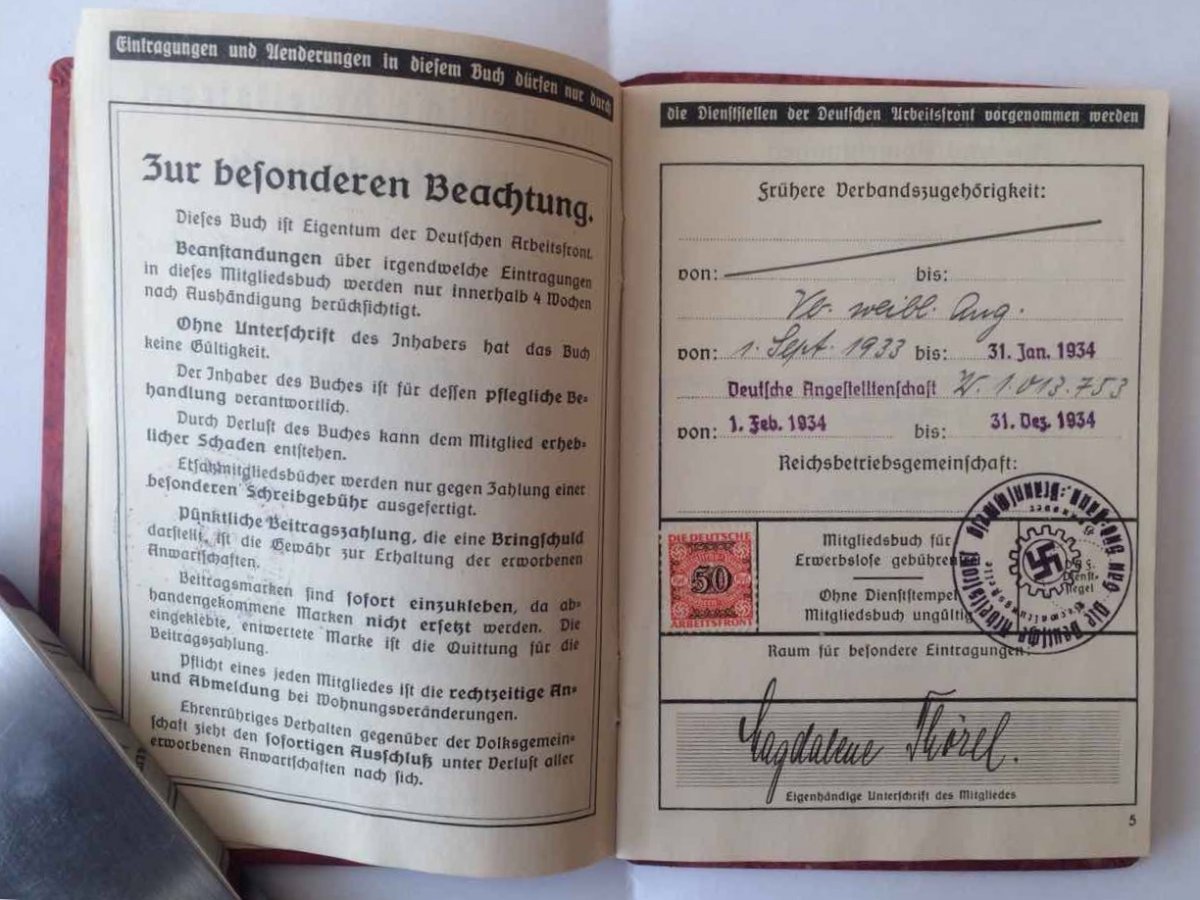 Eintragungen und Aenderungen in diesem Buch dürfen nur durch
Zur besonderen Beachtung.
Dieses Buch ist Eigentum der Deutschen Arbeitsfront.
Beanstandungen über irgendwelche Eintragungen
in dieses Mitgliedsbuch werden nur innerhalb 4 Wochen
nach Aushändigung berücksichtigt.
Ohne Unterschrift des Inhabers hat das Buch
keine Gültigkeit.
Der Inhaber des Buches ist für dessen pflegliche Be-
handlung verantwortlich.
Durch Verlust des Buches kann dem Mitglied erheb-
licher Schaden entstehen.
Ersatzmitgliedsbücher werden nur gegen Zahlung einer
besonderen Schreibgebühr ausgefertigt.
Pünktliche Beitragszahlung, die eine Bringschuld
darstellt, ist die Gewähr zur Erhaltung der erworbenen
Anwartschaften.
Beitragsmarken sind sofort einzukleben, da ab-
handengekommene Marken nicht ersetzt werden. Die
eingeklebte, entwertete Marke ist die Quittung für die
Beitragszahlung.
Pflicht eines jeden Mitgliedes ist die rechtzeitige An-
und Abmeldung bei Wohnungsveränderungen.
Ehrenrühriges Verhalten gegenüber der Volksgemein-
schaft zieht den sofortigen Ausschluß unter Verlust aller
erworbenen Anwartschaften nach sich.
die Dienststellen der Deutschen Arbeitsfront vorgenommen werden
Frühere Verbandszugehörigkeit:
von: bis:
Vb. weibl. Ang.
von: 1. Sept. 1933 bis: 31. Jan. 1934
Deutsche Angestelltenschaft W. 1.013.753
von: 1. Feb. 1934 bis: 31. Dez. 1934
Reichsbetriebsgemeinschaft:
DIE DEUTSCHE
50
ARBEITSFRONT
Mitgliedsbuch für
Erwerbslose gebühren
Ohne Dienststempel
Mitgliedsbuch ungültig
Die Deutsche Arbeitsfront
Dienst-
siegel
Raum für besondere Eintragungen:
Magdalene Thörel.
Eigenhändige Unterschrift des Mitgliedes
5